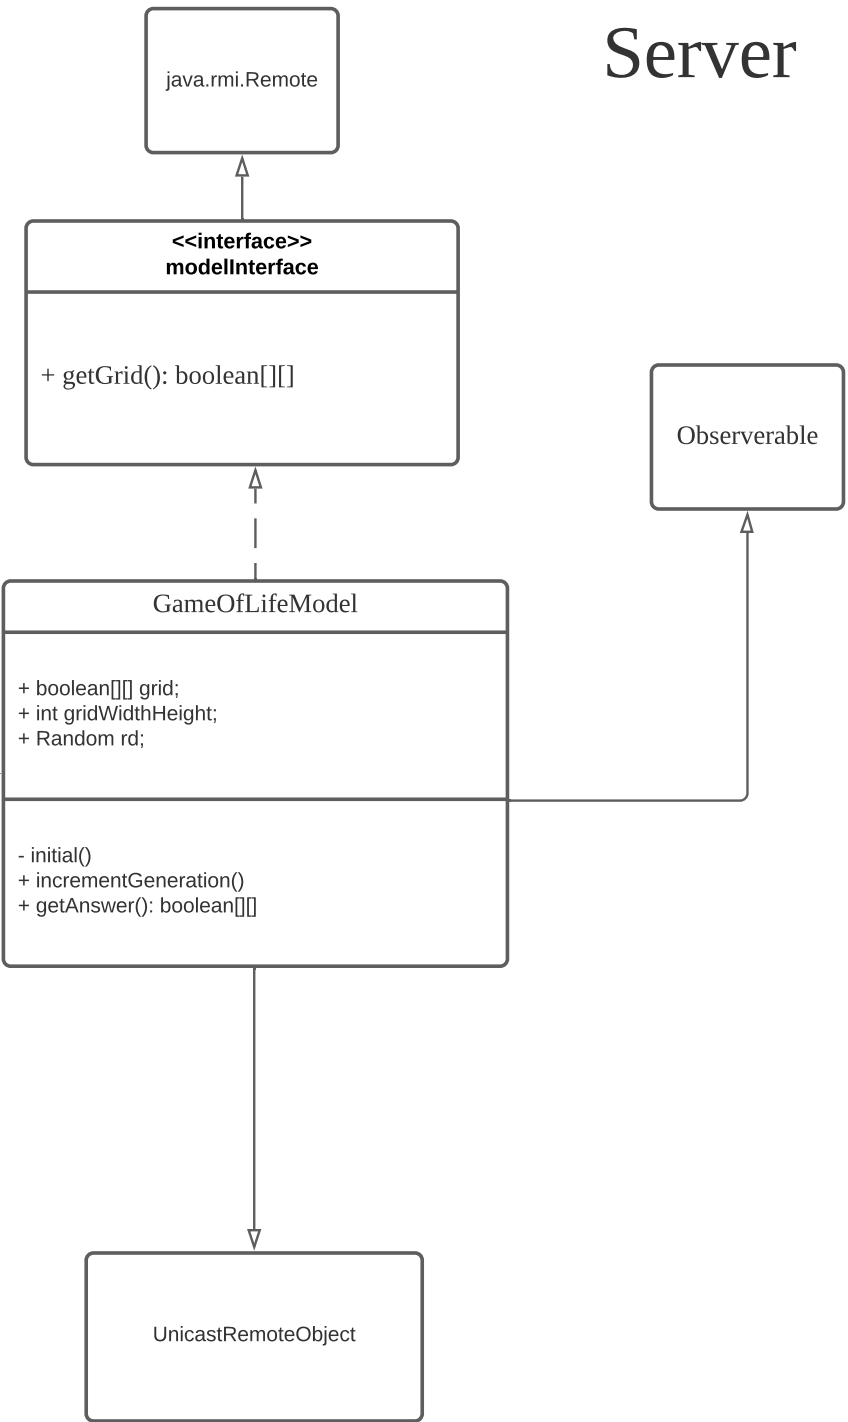 Server
java.rmi.Remote
<<interface>>
modelInterface
+ getGrid(): boolean[][]
Observerable
GameOfLifeModel
+ boolean[][] grid;
+ int gridWidthHeight;
+ Random rd;
- initial()
+ incrementGeneration()
+ getAnswer(): boolean[][]
UnicastRemoteObject